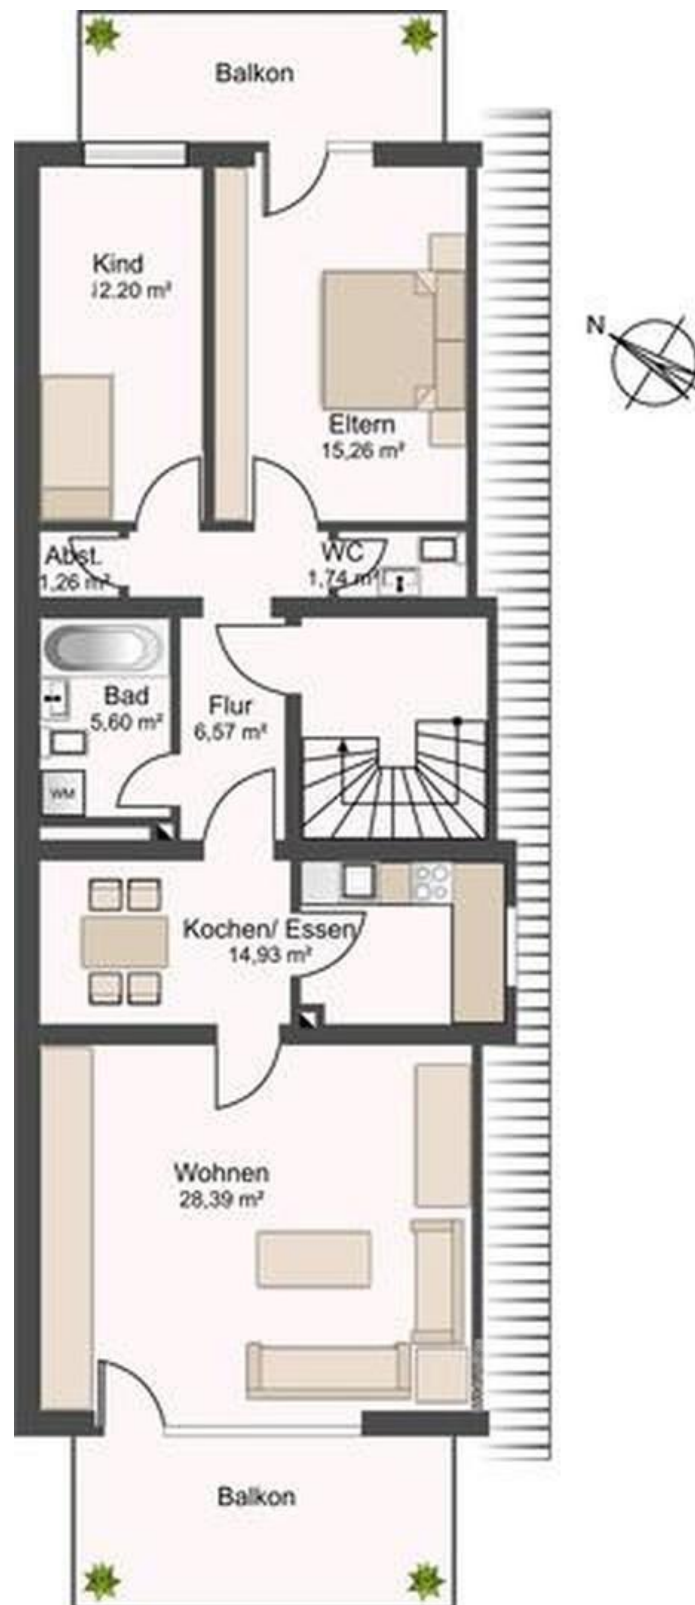 Balkon
N
Kind
12.20 m²
Eltern
15,26 m²
Abst.
1,26 m²
WC
1,74 m²
Bad
5.60 m²
Flur
6,57 m²
WM
Kochen/ Essen
14,93 m²
Wohnen
28,39 m²
Balkon